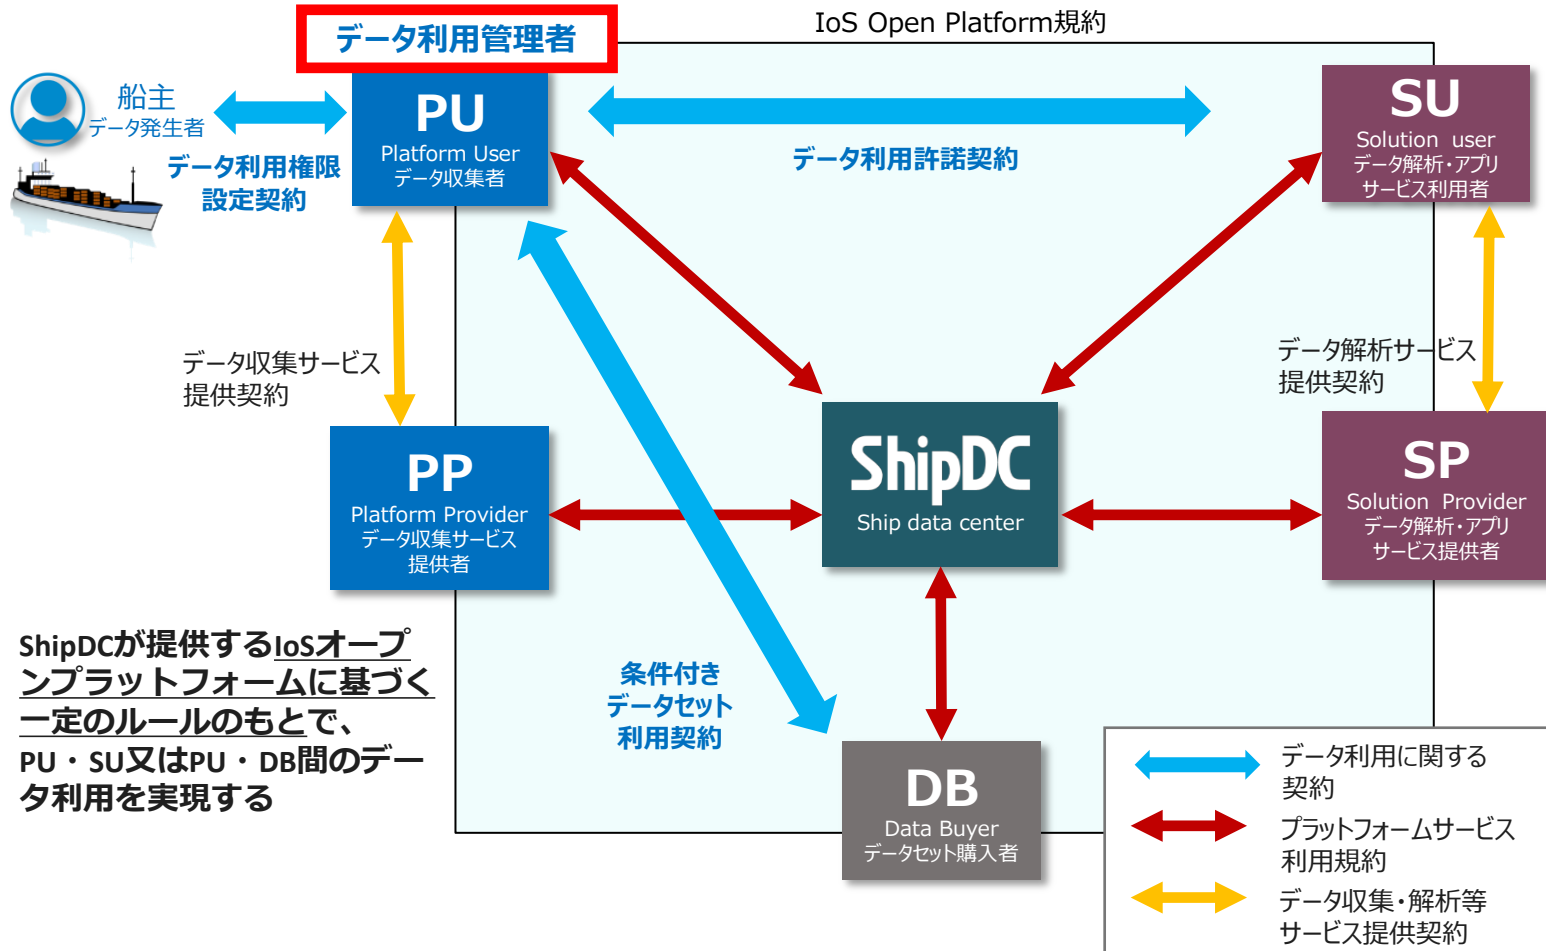 IoS Open Platform規約
データ利用管理者
船主
データ発生者
データ利用権限
設定契約
PU
Platform User
データ収集者
データ利用許諾契約
SU
Solution user
データ解析・アプリ
サービス利用者
データ収集サービス
提供契約
データ解析サービス
提供契約
PP
Platform Provider
データ収集サービス
提供者
ShipDC
Ship data center
SP
Solution Provider
データ解析・アプリ
サービス提供者
ShipDCが提供するIoSオープ
ンプラットフォームに基づく
一定のルールのもとで、
PU・SU又はPU・DB間のデー
タ利用を実現する
条件付き
データセット
利用契約
DB
Data Buyer
データセット購入者
データ利用に関する
契約
プラットフォームサービス
利用規約
データ収集・解析等
サービス提供契約